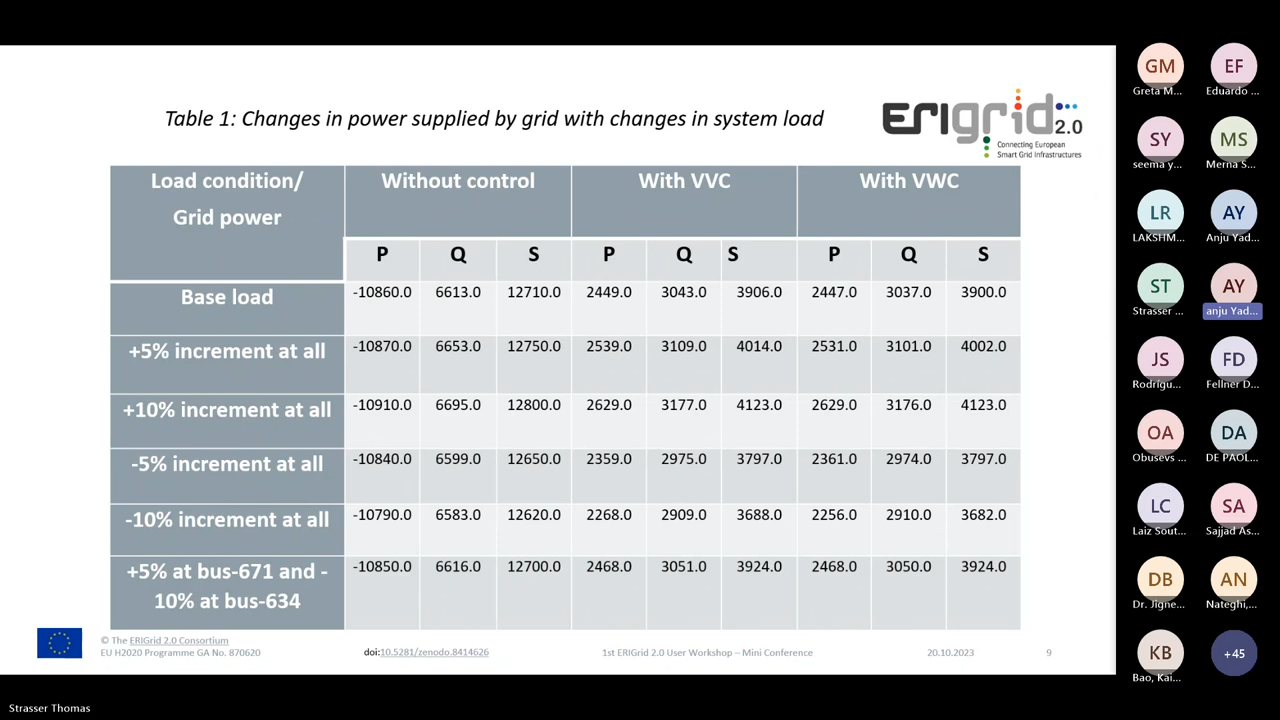 Table 1: Changes in power supplied by grid with changes in system load
ERIgrid 2.0
Connecting European
Smart Grid Infrastructures
Load condition/ Without control With VVC With VWC
Grid power
P Q S P Q S P Q S
Base load -10860.0 6613.0 12710.0 2449.0 3043.0 3906.0 2447.0 3037.0 3900.0
+5% increment at all -10870.0 6653.0 12750.0 2539.0 3109.0 4014.0 2531.0 3101.0 4002.0
+10% increment at all -10910.0 6695.0 12800.0 2629.0 3177.0 4123.0 2629.0 3176.0 4123.0
-5% increment at all -10840.0 6599.0 12650.0 2359.0 2975.0 3797.0 2361.0 2974.0 3797.0
-10% increment at all -10790.0 6583.0 12620.0 2268.0 2909.0 3688.0 2256.0 2910.0 3682.0
+5% at bus-671 and - -10850.0 6616.0 12700.0 2468.0 3051.0 3924.0 2468.0 3050.0 3924.0
10% at bus-634
© The ERIGrid 2.0 Consortium
EU H2020 Programme GA No. 870620
doi:10.5281/zenodo.8414626
1st ERIGrid 2.0 User Workshop – Mini Conference
20.10.2023
9
GM EF
Greta M... Eduardo ...
SY MS
seema y... Merna S...
LR AY
LAKSHM... Anju Yad...
ST AY
Strasser ... anju Yad...
JS FD
Rodrígu... Fellner D...
OA DA
Obusevs ... DE PAOL...
LC SA
Laiz Sout... Sajjad As...
DB AN
Dr. Jigne... Nateghi,...
KB +45
Bao, Kai...
Strasser Thomas